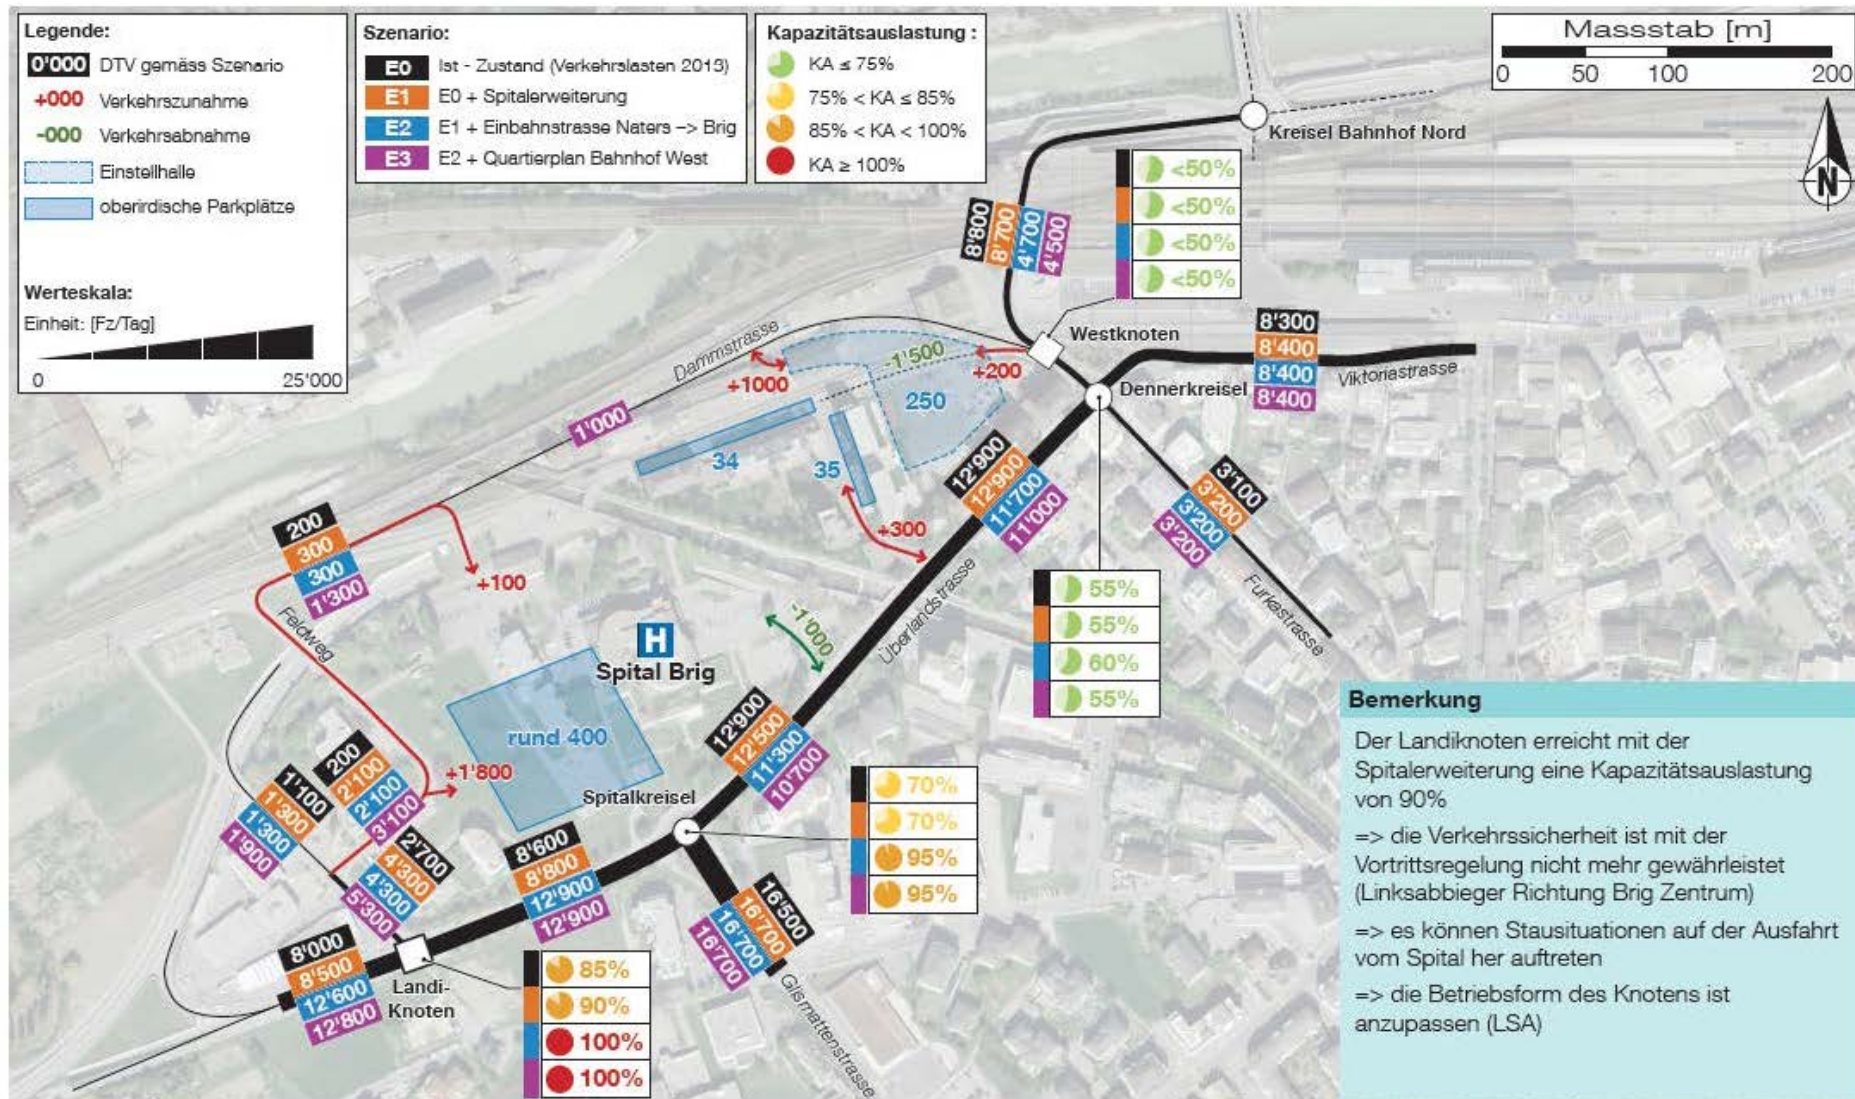 Legende:
0'000 DTV gemäss Szenario
+000 Verkehrszunahme
-000 Verkehrsabnahme
Einstellhalle
oberirdische Parkplätze
Werteskala:
Einheit: [Fz/Tag]
0 25'000
Szenario:
E0 Ist - Zustand (Verkehrslasten 2013)
E1 E0 + Spitalerweiterung
E2 E1 + Einbahnstrasse Naters –> Brig
E3 E2 + Quartierplan Bahnhof West
Kapazitätsauslastung :
KA ≤ 75%
75% < KA ≤ 85%
85% < KA < 100%
KA ≥ 100%
Massstab [m]
0 50 100 200
N
Kreisel Bahnhof Nord
<50%
<50%
<50%
<50%
8'800
8'700
4'700
4'500
Westknoten
8'300
8'400
8'400
8'400
Viktoriastrasse
Dennerkreisel
Dammstrasse
-1'500
+200
+1000
250
34
35
1'000
+300
12'900
12'900
11'700
11'000
3'100
3'200
3'200
3'200
Furkastrasse
55%
55%
60%
55%
200
300
300
1'300
+100
Feldweg
H
Spital Brig
-1'000
Überlandstrasse
rund 400
12'900
12'500
11'300
10'700
+1'800
Spitalkreisel
70%
70%
95%
95%
200
2'100
2'100
3'100
1'100
1'300
1'300
1'900
2'700
4'300
4'300
5'300
8'600
8'800
12'900
12'900
16'500
16'700
16'700
16'700
Glismattenstrasse
8'000
8'500
12'600
12'800
Landi-
Knoten
85%
90%
100%
100%
Bemerkung
Der Landiknoten erreicht mit der
Spitalerweiterung eine Kapazitätsauslastung
von 90%
=> die Verkehrssicherheit ist mit der
Vortrittsregelung nicht mehr gewährleistet
(Linksabbieger Richtung Brig Zentrum)
=> es können Stausituationen auf der Ausfahrt
vom Spital her auftreten
=> die Betriebsform des Knotens ist
anzupassen (LSA)